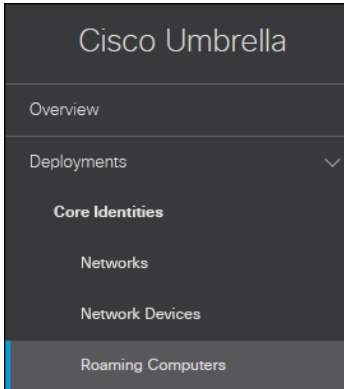 Cisco Umbrella
Overview
Deployments
Core Identities
Networks
Network Devices
Roaming Computers